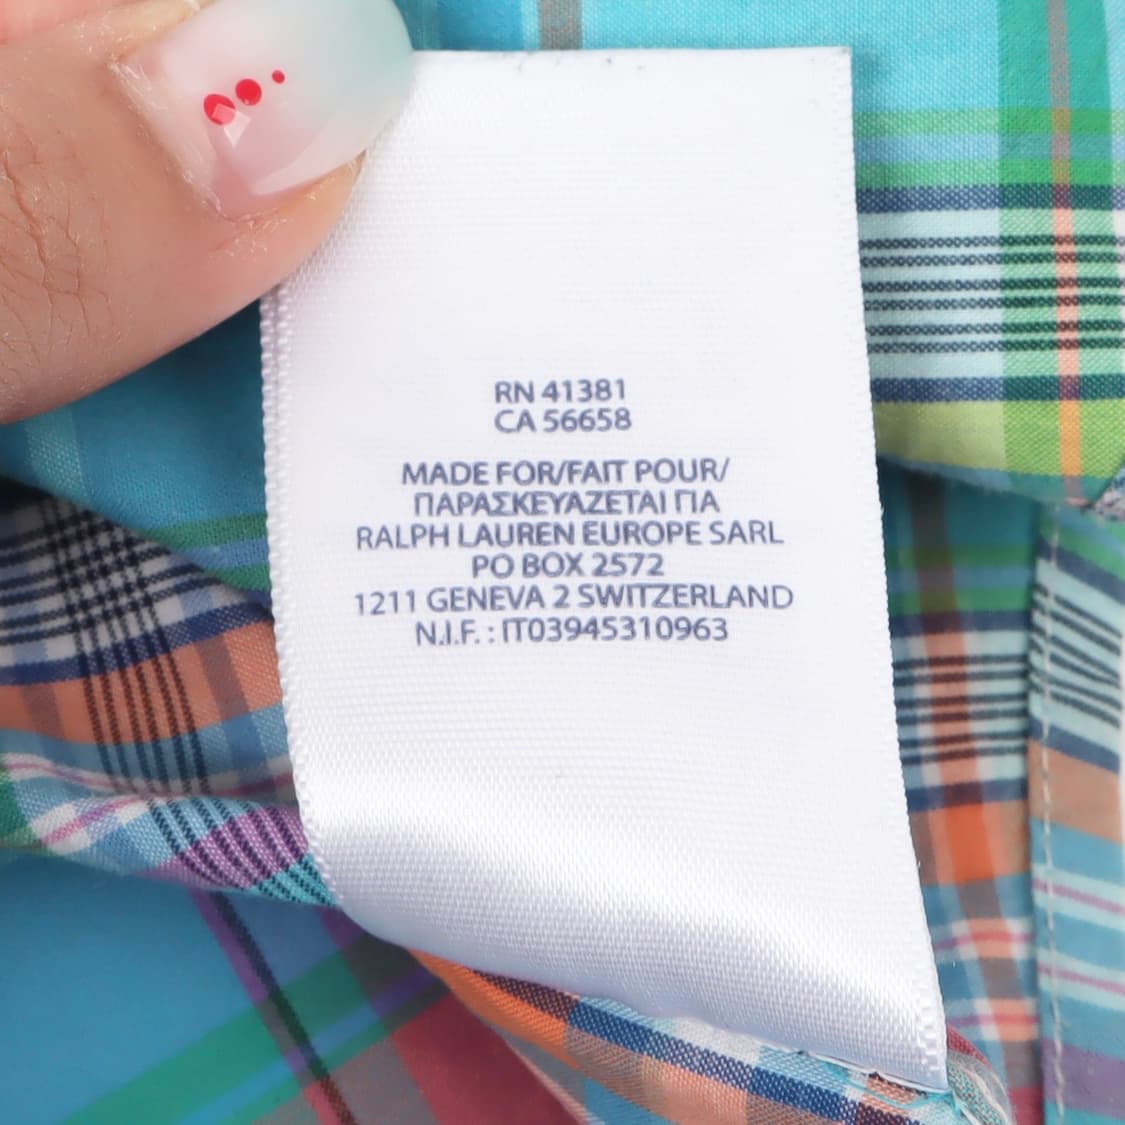 RN 41381
CA 56658
MADE FOR/FAIT POUR/
ΠΑΡΑΣΚΕΥΑΖΕΤΑΙ ΓΙΑ
RALPH LAUREN EUROPE SARL
PO BOX 2572
1211 GENEVA 2 SWITZERLAND
N.I.F. : IT03945310963